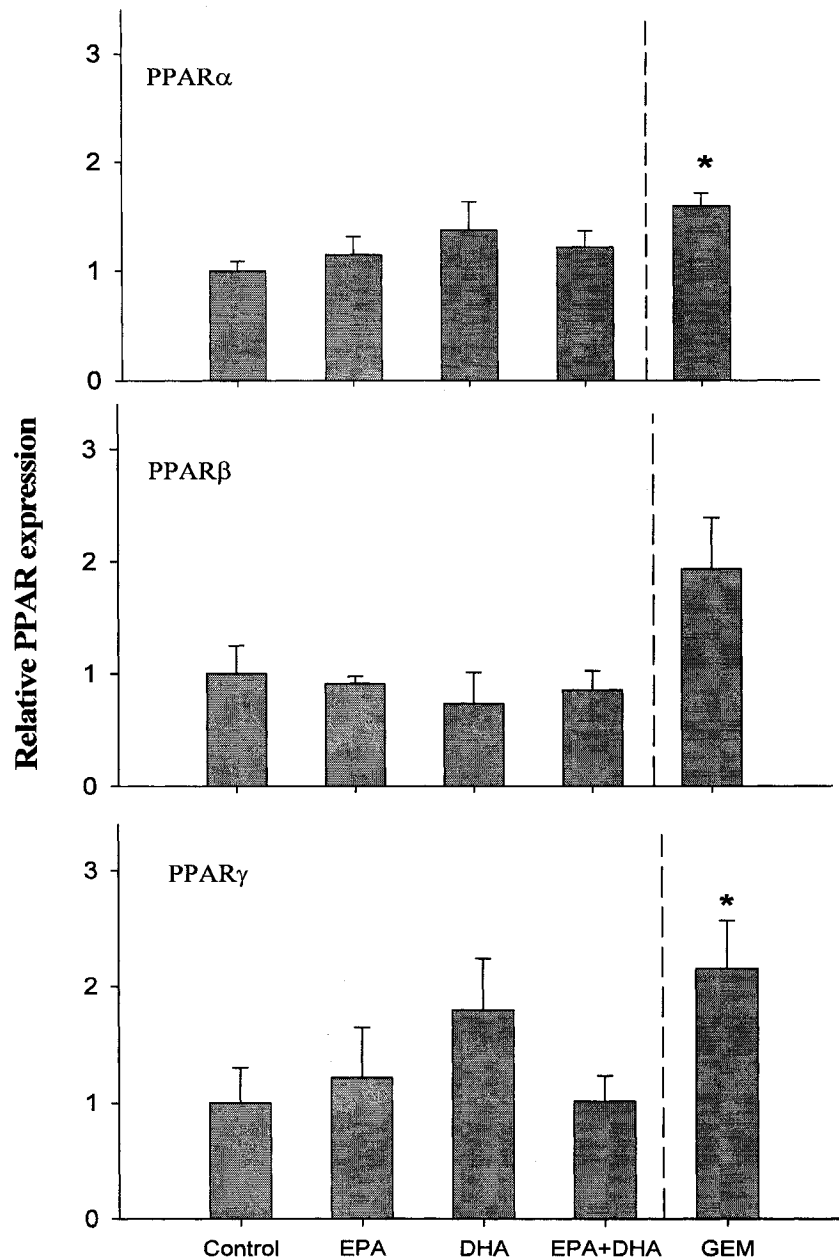 Relative PPAR expression
PPARα
3
2
1
0
*
PPARβ
3
2
1
0
PPARγ
3
2
1
0
*
Control EPA DHA EPA+DHA GEM